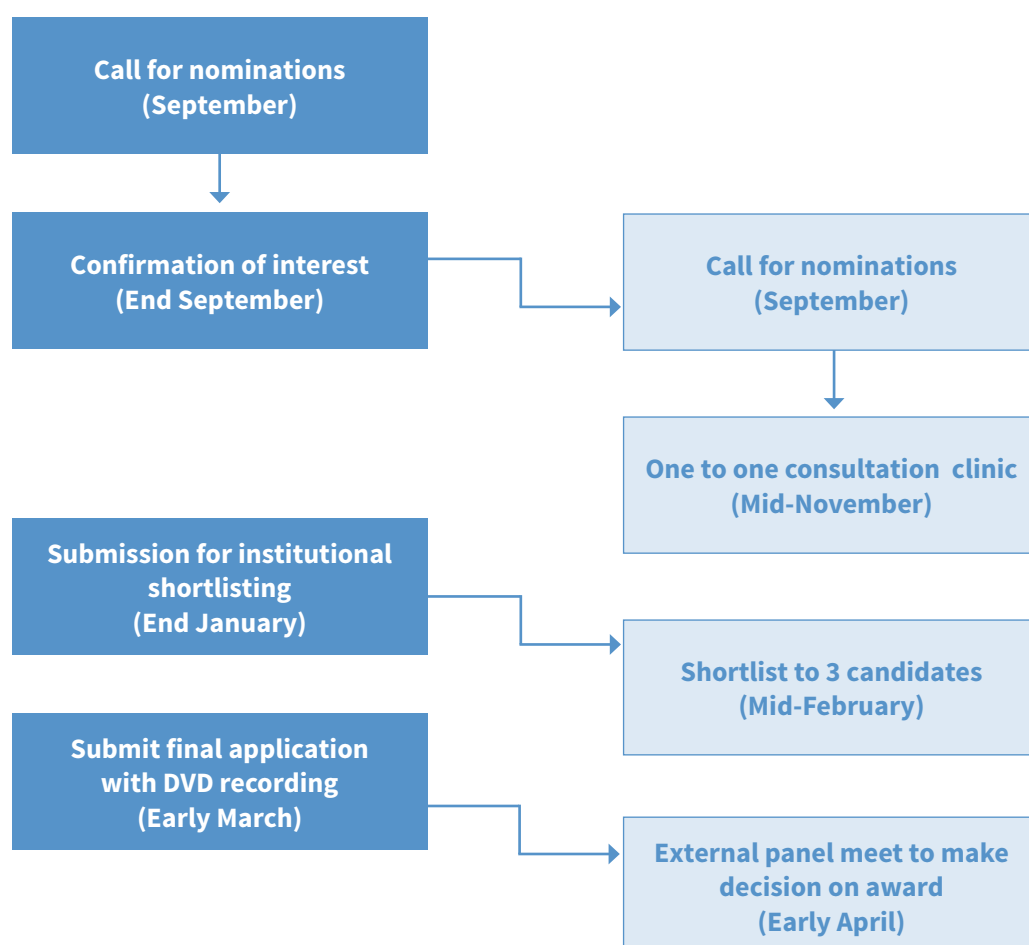 Call for nominations
(September)
Confirmation of interest
(End September)
Call for nominations
(September)
One to one consultation  clinic
(Mid-November)
Submission for institutional
shortlisting
(End January)
Shortlist to 3 candidates
(Mid-February)
Submit final application
with DVD recording
(Early March)
External panel meet to make
decision on award
(Early April)